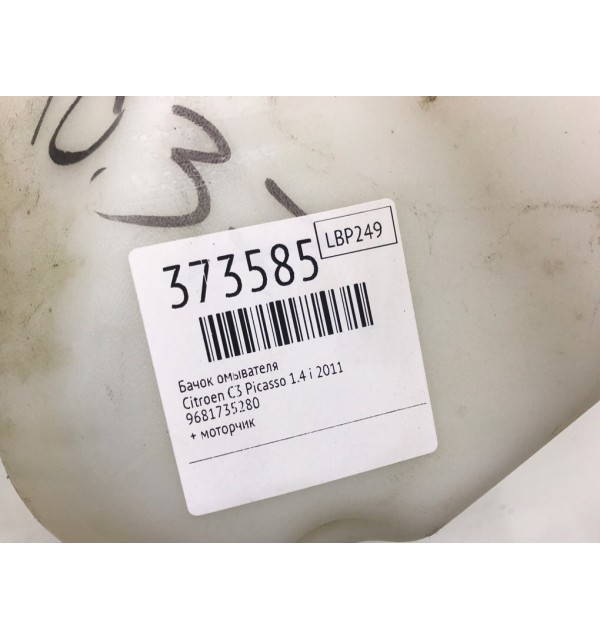 373585
LBP249
Бачок омывателя
Citroen C3 Picasso 1.4 i 2011
9681735280
+ моторчик